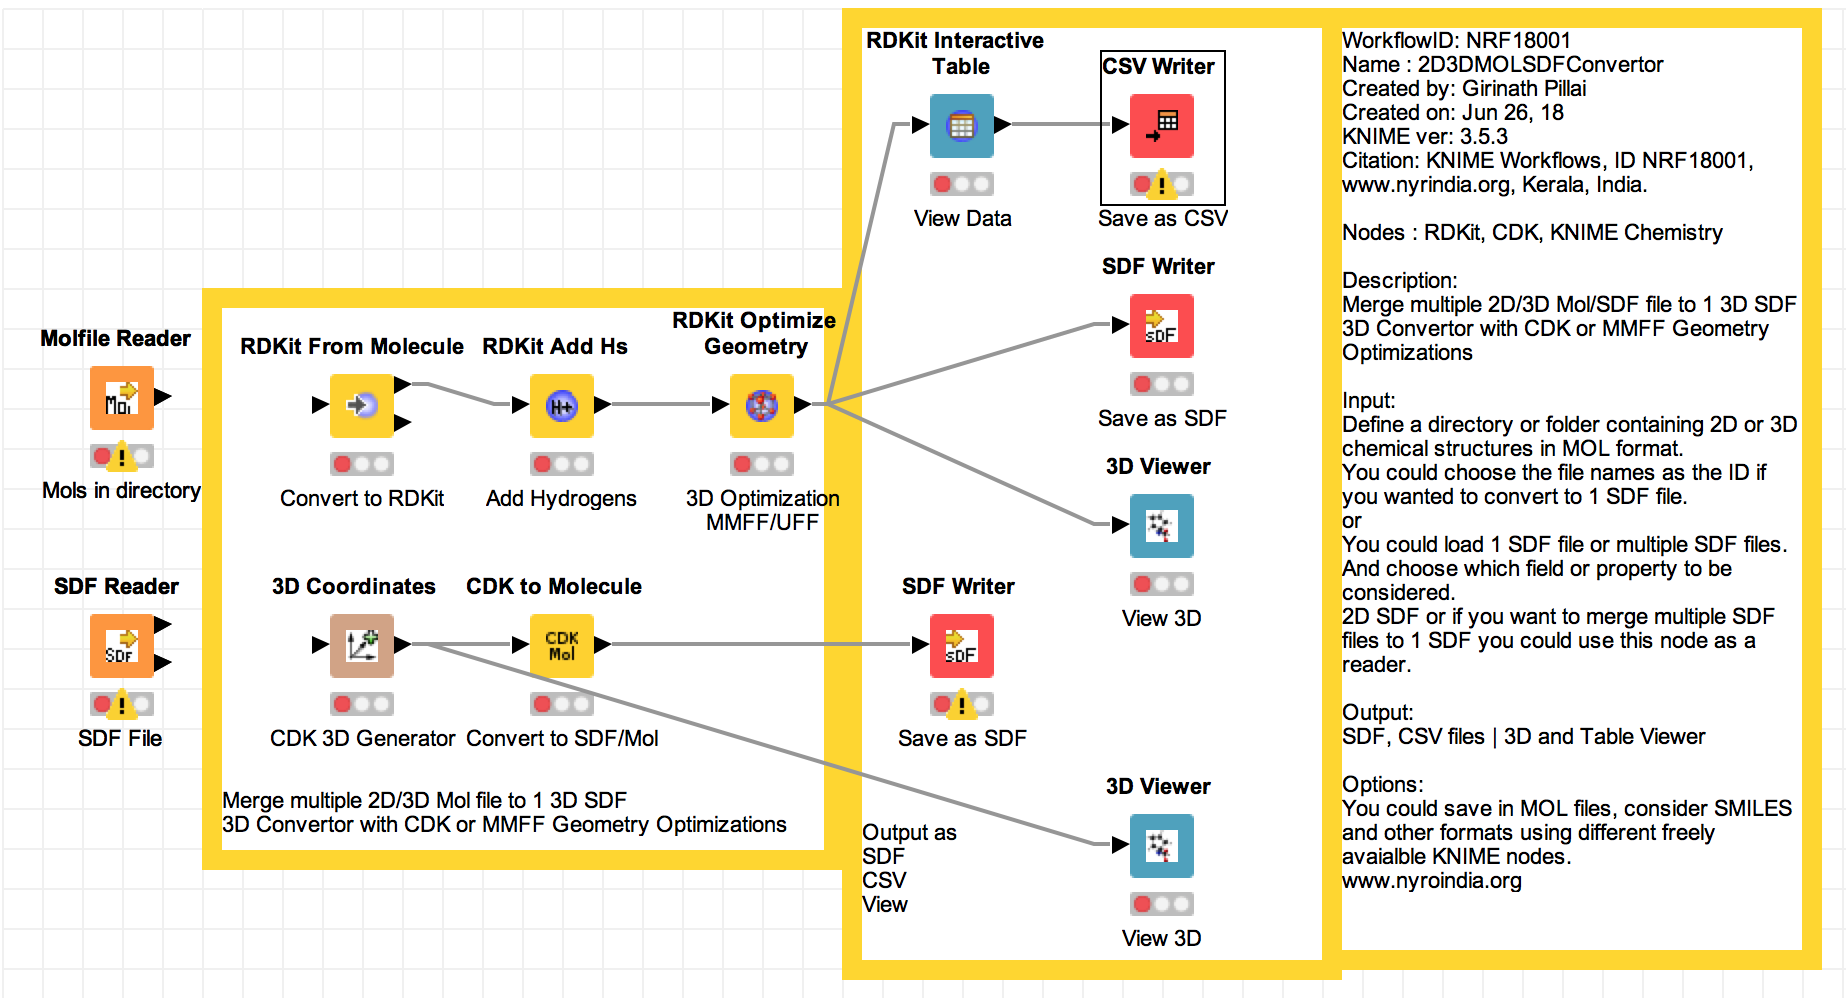 Molfile Reader
Mol
Mols in directory
SDF Reader
SDF
SDF File
RDKit From Molecule
Convert to RDKit
RDKit Add Hs
H+
Add Hydrogens
RDKit Optimize
Geometry
3D Optimization
MMFF/UFF
3D Coordinates
CDK 3D Generator
CDK to Molecule
CDK
Mol
Convert to SDF/Mol
Merge multiple 2D/3D Mol file to 1 3D SDF
3D Convertor with CDK or MMFF Geometry Optimizations
RDKit Interactive
Table
View Data
CSV Writer
Save as CSV
SDF Writer
SDF
Save as SDF
3D Viewer
View 3D
SDF Writer
SDF
Save as SDF
3D Viewer
View 3D
Output as
SDF
CSV
View
WorkflowID: NRF18001
Name : 2D3DMOLSDFConvertor
Created by: Girinath Pillai
Created on: Jun 26, 18
KNIME ver: 3.5.3
Citation: KNIME Workflows, ID NRF18001,
www.nyrindia.org, Kerala, India.
Nodes : RDKit, CDK, KNIME Chemistry
Description:
Merge multiple 2D/3D Mol/SDF file to 1 3D SDF
3D Convertor with CDK or MMFF Geometry
Optimizations
Input:
Define a directory or folder containing 2D or 3D
chemical structures in MOL format.
You could choose the file names as the ID if
you wanted to convert to 1 SDF file.
or
You could load 1 SDF file or multiple SDF files.
And choose which field or property to be
considered.
2D SDF or if you want to merge multiple SDF
files to 1 SDF you could use this node as a
reader.
Output:
SDF, CSV files | 3D and Table Viewer
Options:
You could save in MOL files, consider SMILES
and other formats using different freely
avaialble KNIME nodes.
www.nyroindia.org